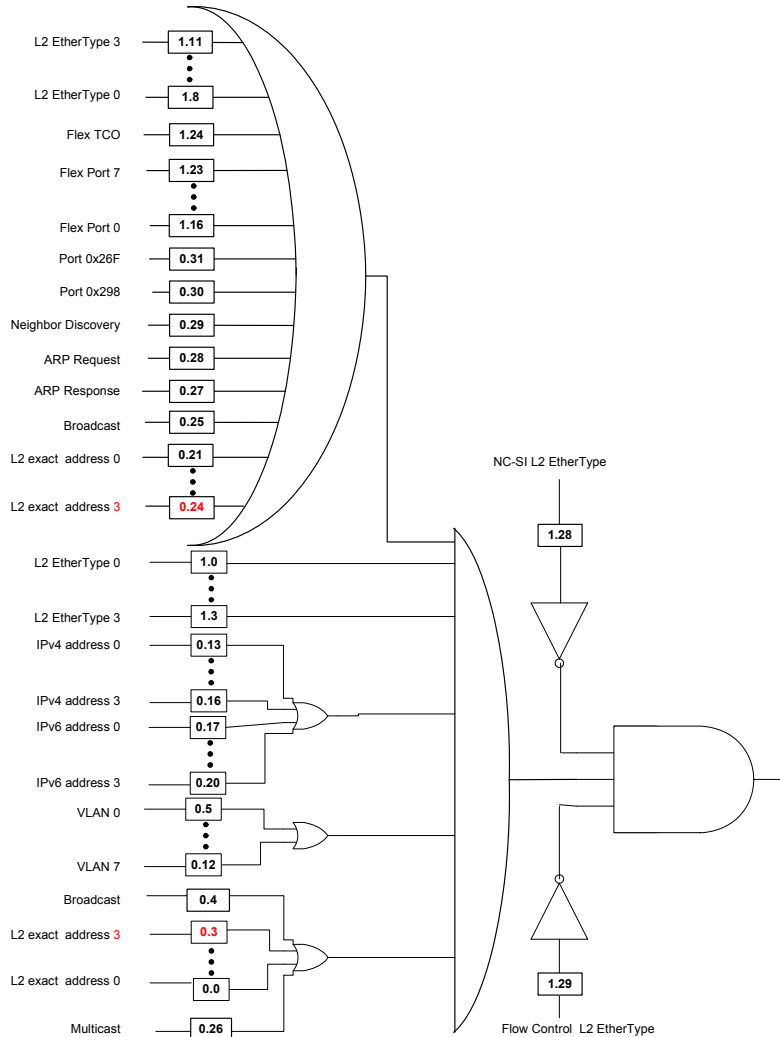 L2 EtherType 3 1.11
L2 EtherType 0 1.8
Flex TCO 1.24
Flex Port 7 1.23
Flex Port 0 1.16
Port 0x26F 0.31
Port 0x298 0.30
Neighbor Discovery 0.29
ARP Request 0.28
ARP Response 0.27
Broadcast 0.25
L2 exact address 0 0.21
L2 exact address 3 0.24
NC-SI L2 EtherType
1.28
L2 EtherType 0 1.0
L2 EtherType 3 1.3
IPv4 address 0 0.13
IPv4 address 3 0.16
IPv6 address 0 0.17
IPv6 address 3 0.20
VLAN 0 0.5
VLAN 7 0.12
Broadcast 0.4
L2 exact address 3 0.3
L2 exact address 0 0.0
Multicast 0.26
1.29
Flow Control L2 EtherType